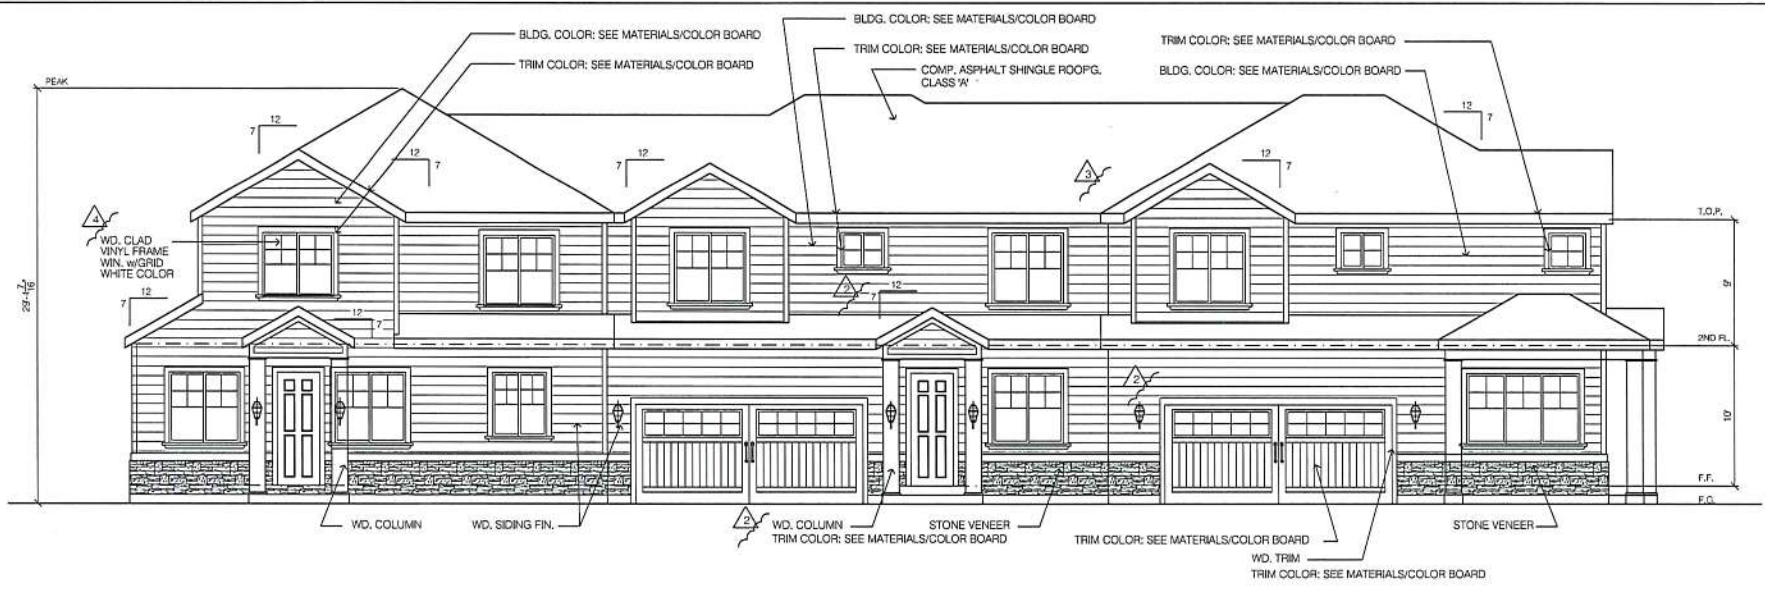 BLDG. COLOR: SEE MATERIALS/COLOR BOARD
BLDG. COLOR: SEE MATERIALS/COLOR BOARD
TRIM COLOR: SEE MATERIALS/COLOR BOARD
TRIM COLOR: SEE MATERIALS/COLOR BOARD
TRIM COLOR: SEE MATERIALS/COLOR BOARD
COMP. ASPHALT SHINGLE ROOF'G.
CLASS 'A'
BLDG. COLOR: SEE MATERIALS/COLOR BOARD
PEAK
12
7
12
7
12
7
12
7
12
7
3
4
WD. CLAD
VINYL FRAME
WIN. w/GRID
WHITE COLOR
T.O.P.
29'-4 7/16
12
7
12
7
2
12
7
9'
2ND FL.
2
10'
F.F.
F.G.
WD. COLUMN
WD. SIDING FIN.
2
WD. COLUMN
TRIM COLOR: SEE MATERIALS/COLOR BOARD
STONE VENEER
TRIM COLOR: SEE MATERIALS/COLOR BOARD
WD. TRIM
TRIM COLOR: SEE MATERIALS/COLOR BOARD
STONE VENEER